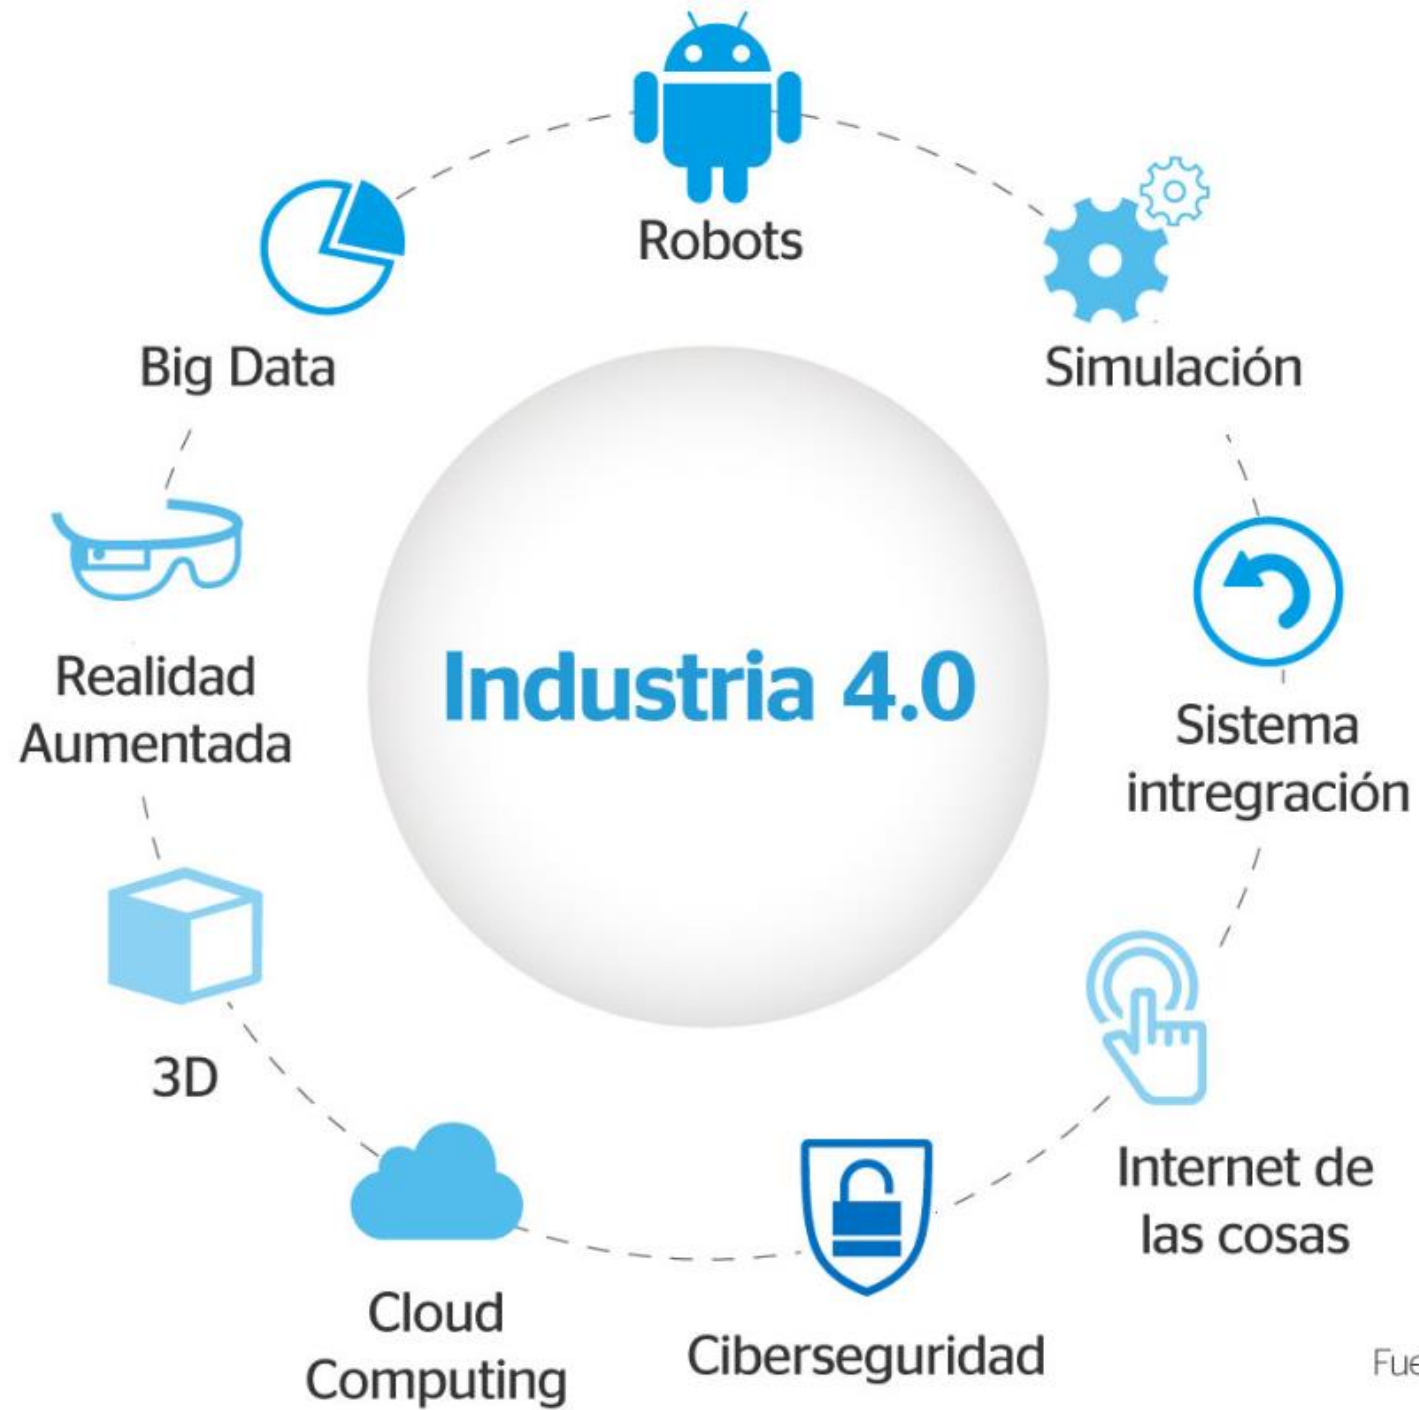 Robots
Big Data
Simulación
Industria 4.0
Realidad
Aumentada
Sistema
intregración
3D
Internet de
las cosas
Cloud
Computing
Ciberseguridad
Fue